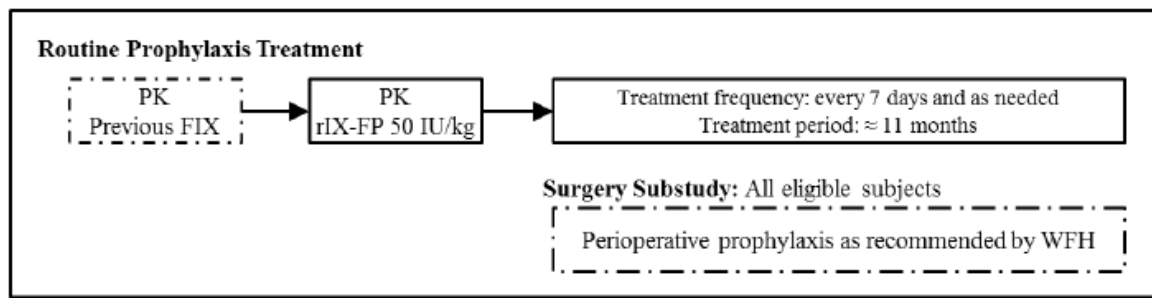 Routine Prophylaxis Treatment
PK
Previous FIX
PK
rIX-FP 50 IU/kg
Treatment frequency: every 7 days and as needed
Treatment period: ≈ 11 months
Surgery Substudy: All eligible subjects
Perioperative prophylaxis as recommended by WFH